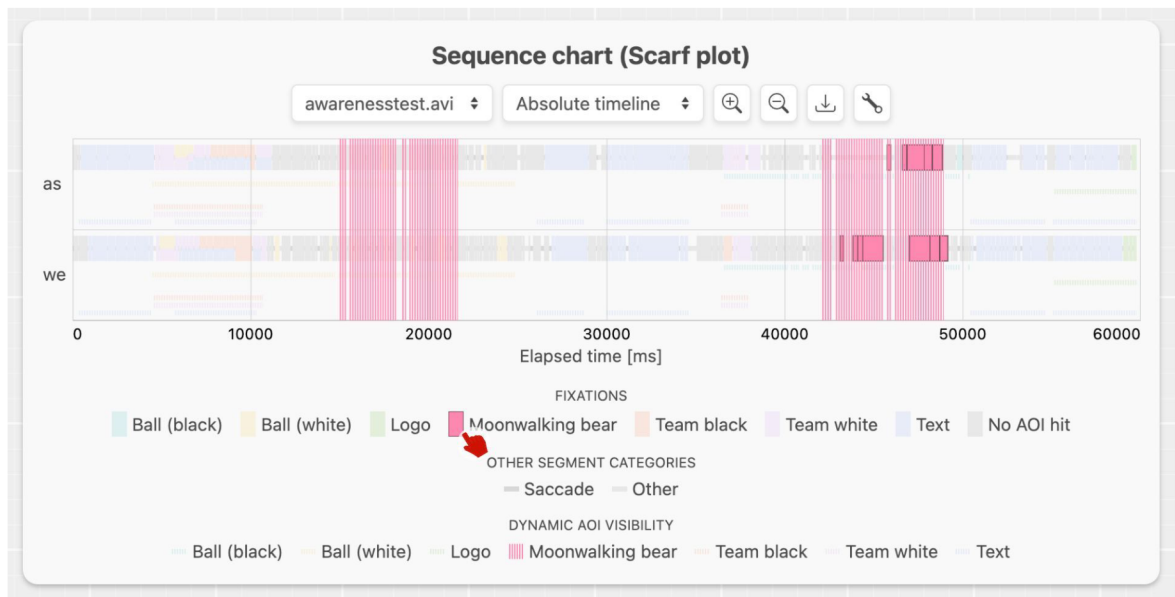 Sequence chart (Scarf plot)
awarenesstest.avi Absolute timeline
as
we
0 10000 20000 30000 40000 50000 60000
Elapsed time [ms]
FIXATIONS
Ball (black) Ball (white) Logo Moonwalking bear Team black Team white Text No AOI hit
OTHER SEGMENT CATEGORIES
Saccade Other
DYNAMIC AOI VISIBILITY
Ball (black) Ball (white) Logo Moonwalking bear Team black Team white Text